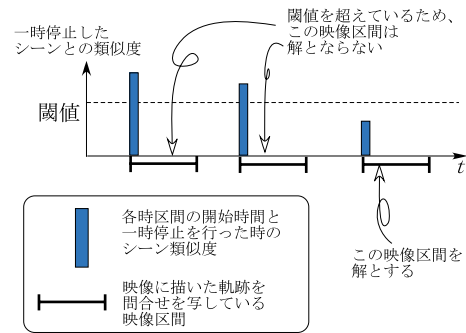 一時停止した
シーンとの類似度
閾値を超えているため、
この映像区間は
解とならない
閾値
t
この映像区間を
解とする
各時区間の開始時間と
一時停止を行った時の
シーン類似度
映像に描いた軌跡を
問合せを写している
映像区間